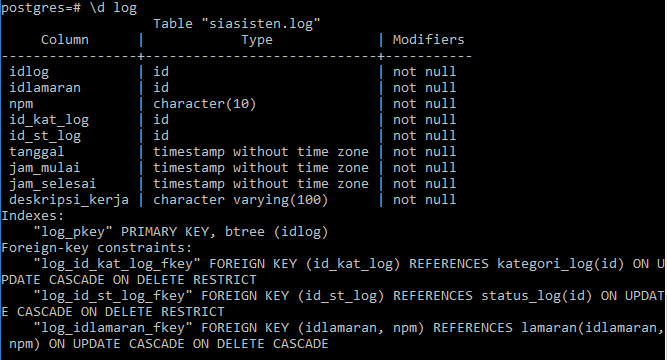 postgres=# \d log
                   Table "siasisten.log"
     Column      |            Type             | Modifiers
-----------------+-----------------------------+-----------
 idlog           | id                          | not null
 idlamaran       | id                          | not null
 npm             | character(10)               | not null
 id_kat_log      | id                          | not null
 id_st_log       | id                          | not null
 tanggal         | timestamp without time zone | not null
 jam_mulai       | timestamp without time zone | not null
 jam_selesai     | timestamp without time zone | not null
 deskripsi_kerja | character varying(100)      | not null
Indexes:
    "log_pkey" PRIMARY KEY, btree (idlog)
Foreign-key constraints:
    "log_id_kat_log_fkey" FOREIGN KEY (id_kat_log) REFERENCES kategori_log(id) ON U
PDATE CASCADE ON DELETE RESTRICT
    "log_id_st_log_fkey" FOREIGN KEY (id_st_log) REFERENCES status_log(id) ON UPDAT
E CASCADE ON DELETE RESTRICT
    "log_idlamaran_fkey" FOREIGN KEY (idlamaran, npm) REFERENCES lamaran(idlamaran,
 npm) ON UPDATE CASCADE ON DELETE CASCADE